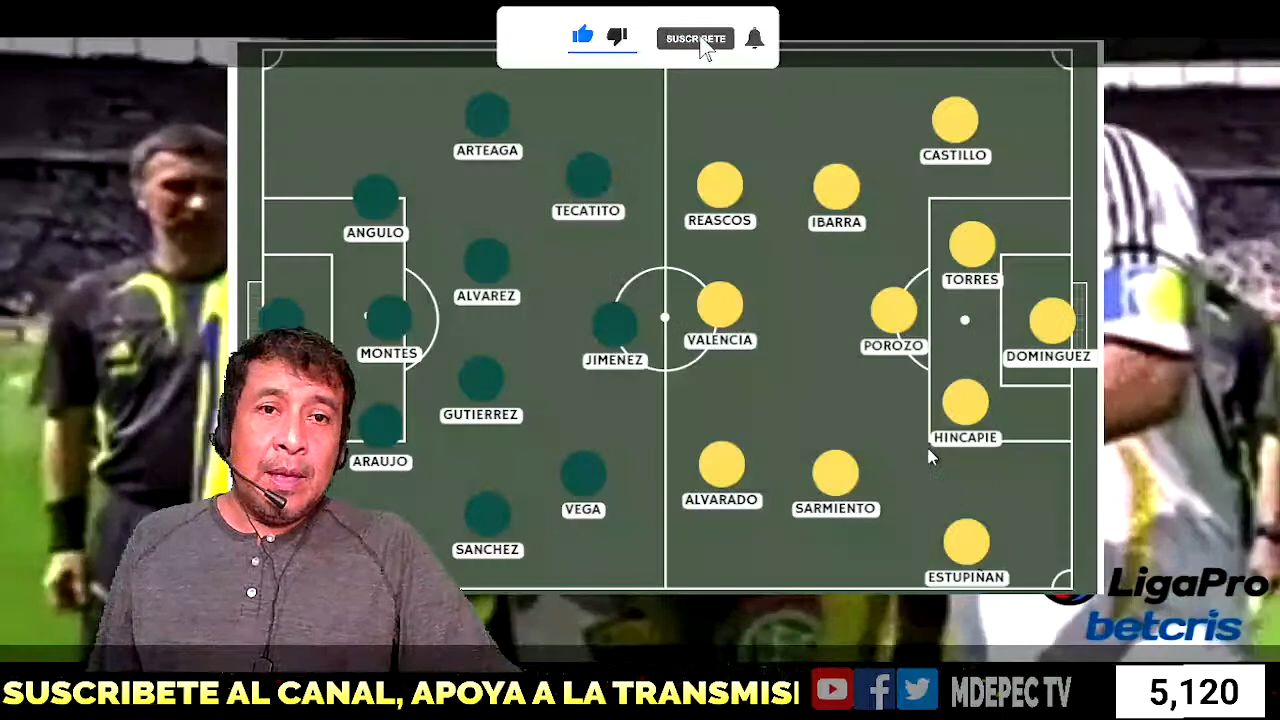 SUSCRIBETE
ARTEAGA
CASTILLO
TECATITO
REASCOS
IBARRA
ANGULO
TORRES
ALVAREZ
VALENCIA
POROZO
MONTES
JIMENEZ
DOMINGUEZ
GUTIERREZ
HINCAPIE
ARAUJO
ALVARADO
VEGA
SARMIENTO
SANCHEZ
ESTUPIÑAN
LigaPro
betcris
SUSCRIBETE AL CANAL, APOYA A LA TRANSMISI
MDEPEC TV
5,120